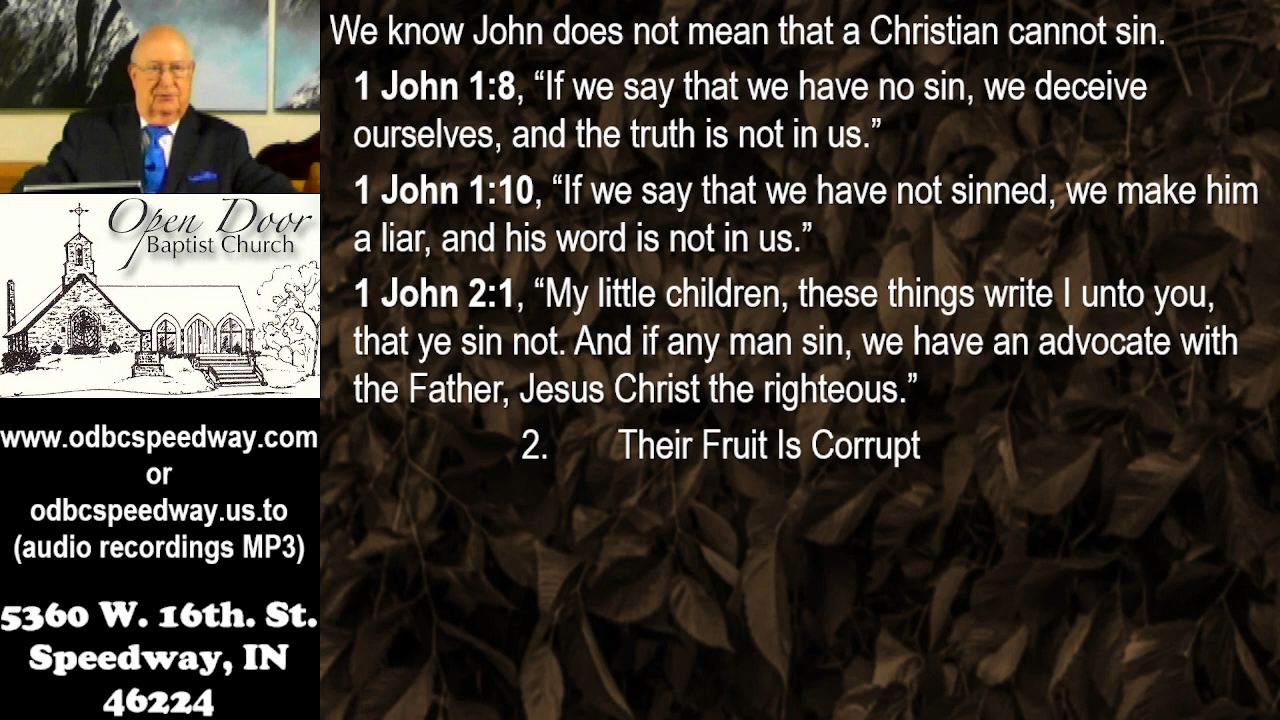 We know John does not mean that a Christian cannot sin.
1 John 1:8, “If we say that we have no sin, we deceive
ourselves, and the truth is not in us.”
1 John 1:10, “If we say that we have not sinned, we make him
a liar, and his word is not in us.”
1 John 2:1, “My little children, these things write I unto you,
that ye sin not. And if any man sin, we have an advocate with
the Father, Jesus Christ the righteous.”
2. Their Fruit Is Corrupt
Open Door
Baptist Church
www.odbcspeedway.com
or
odbcspeedway.us.to
(audio recordings MP3)
5360 W. 16th. St.
Speedway, IN
46224